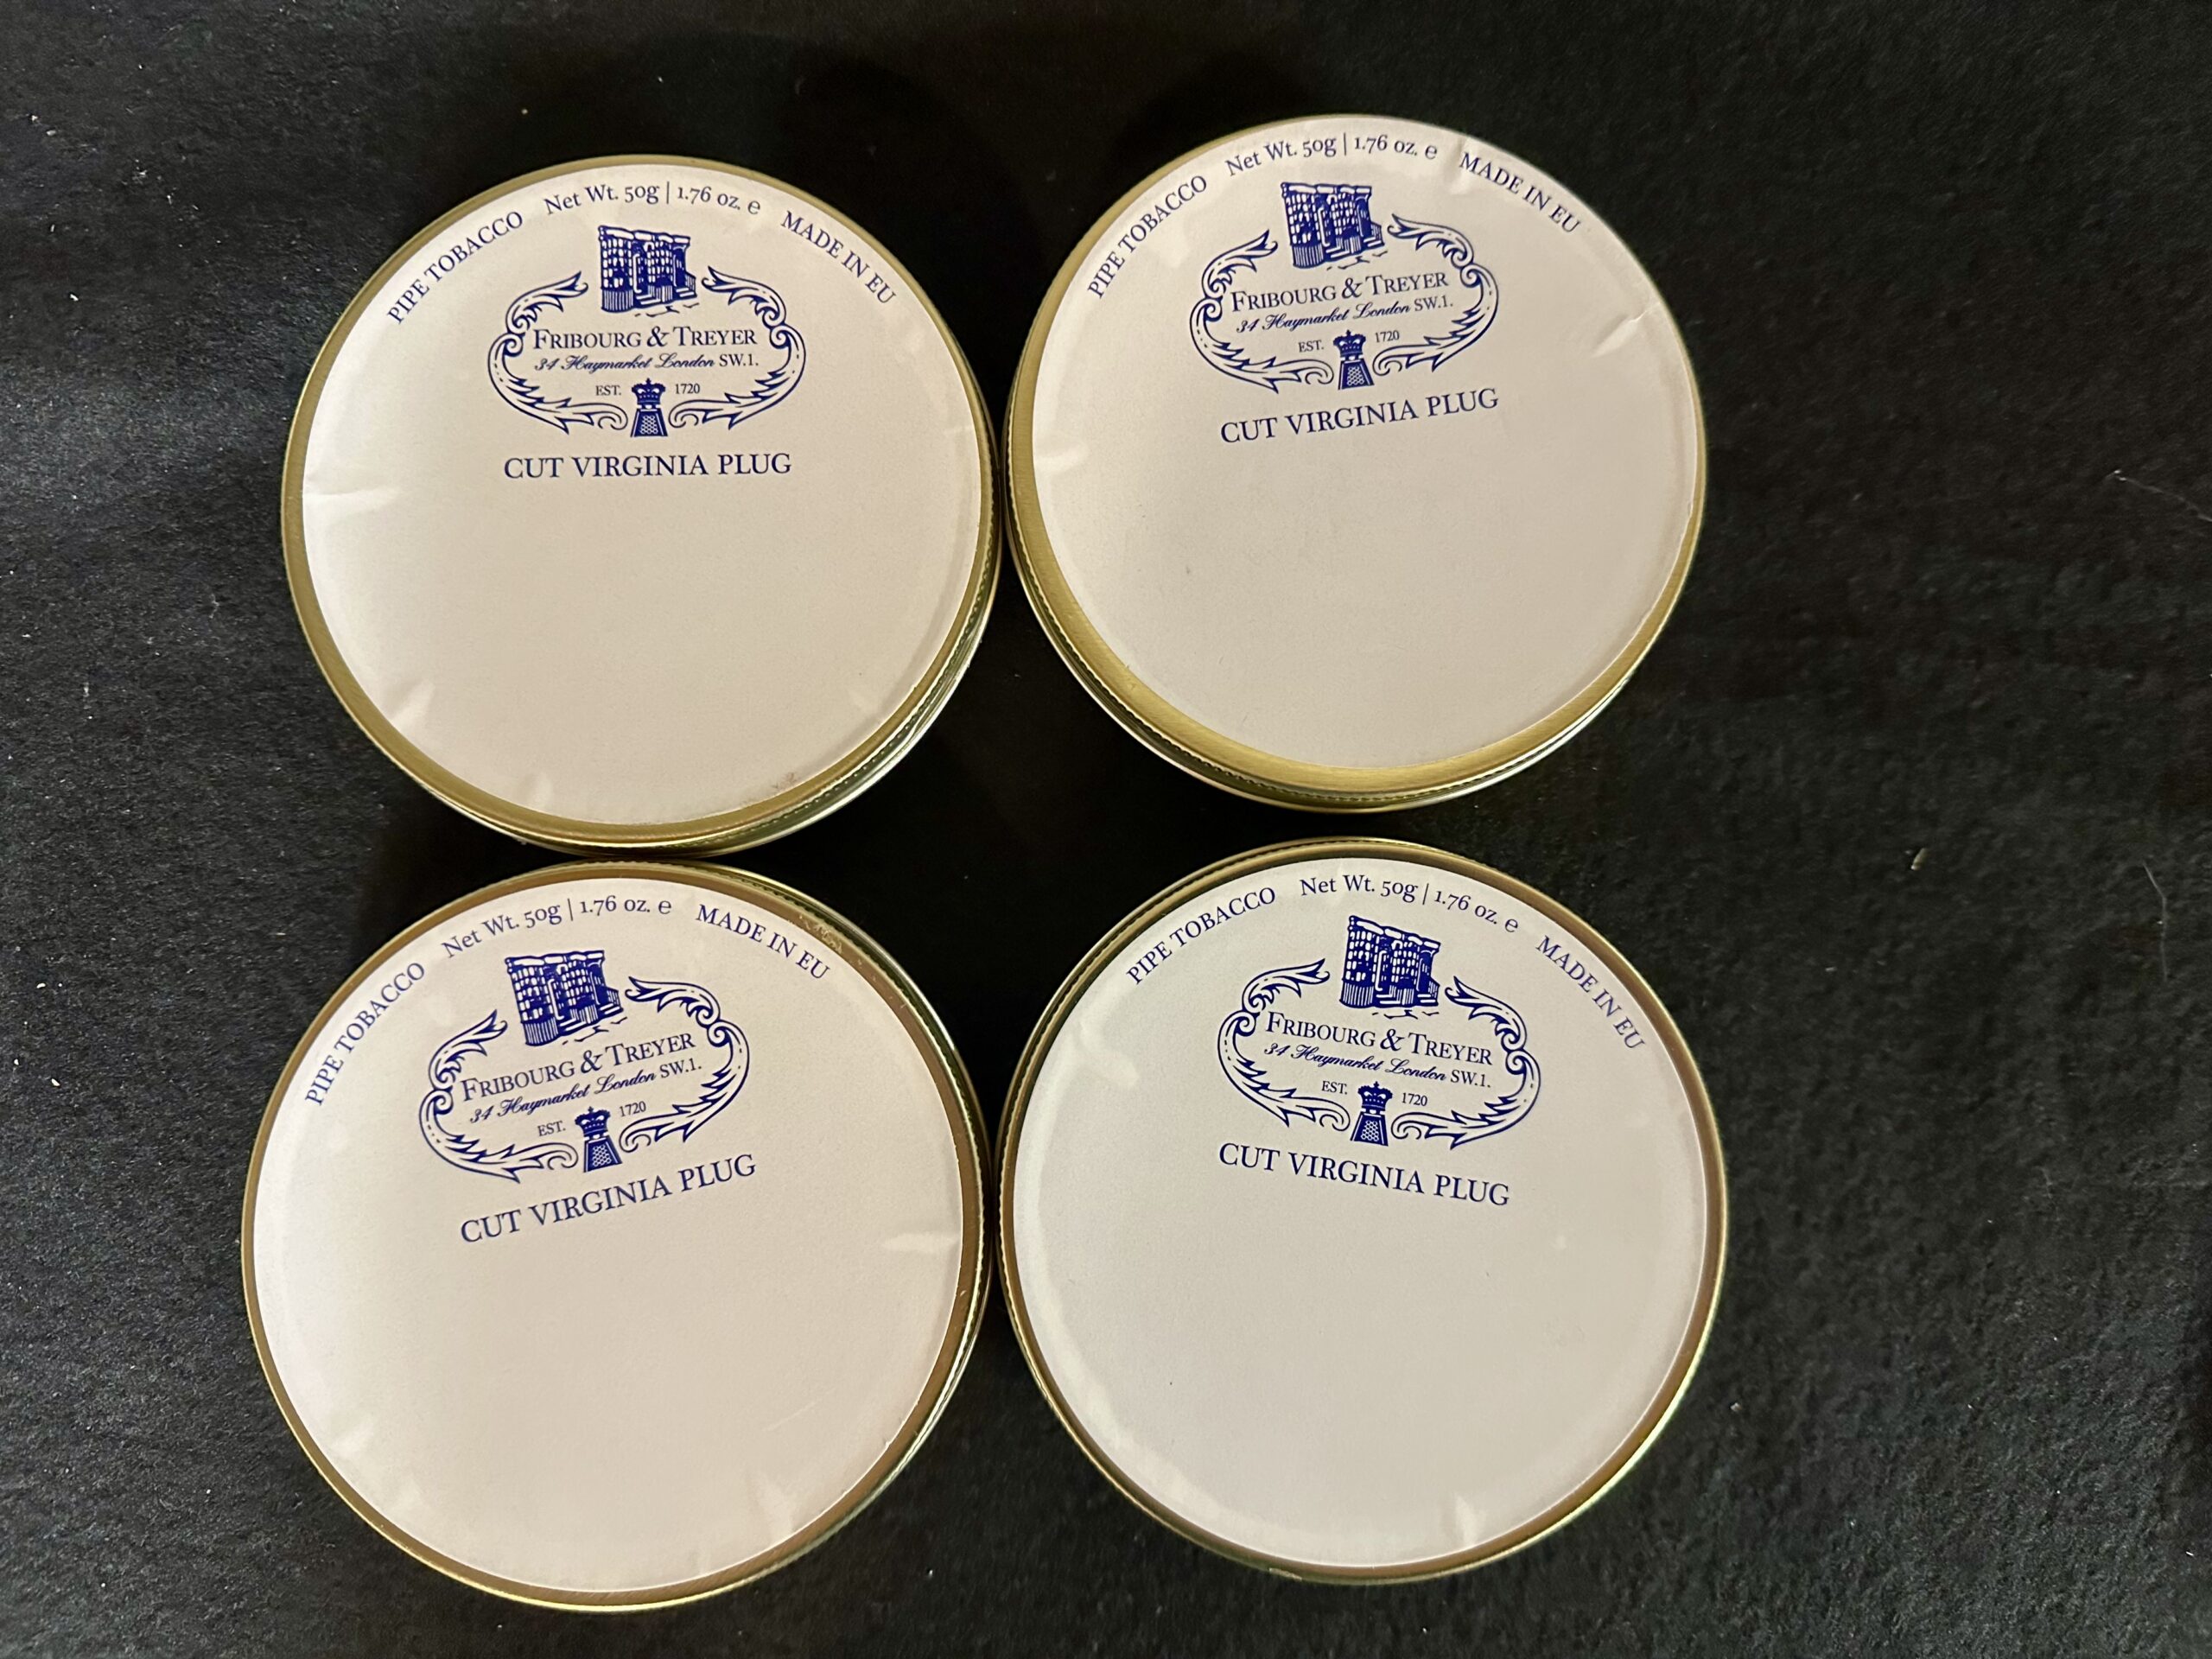 PIPE TOBACCO Net Wt. 50g | 1.76 oz. ℮ MADE IN EU
FRIBOURG & TREYER
34 Haymarket London SW.1.
EST. 1720
CUT VIRGINIA PLUG
PIPE TOBACCO Net Wt. 50g | 1.76 oz. ℮ MADE IN EU
FRIBOURG & TREYER
34 Haymarket London SW.1.
EST. 1720
CUT VIRGINIA PLUG
PIPE TOBACCO Net Wt. 50g | 1.76 oz. ℮ MADE IN EU
FRIBOURG & TREYER
34 Haymarket London SW.1.
EST. 1720
CUT VIRGINIA PLUG
PIPE TOBACCO Net Wt. 50g | 1.76 oz. ℮ MADE IN EU
FRIBOURG & TREYER
34 Haymarket London SW.1.
EST. 1720
CUT VIRGINIA PLUG